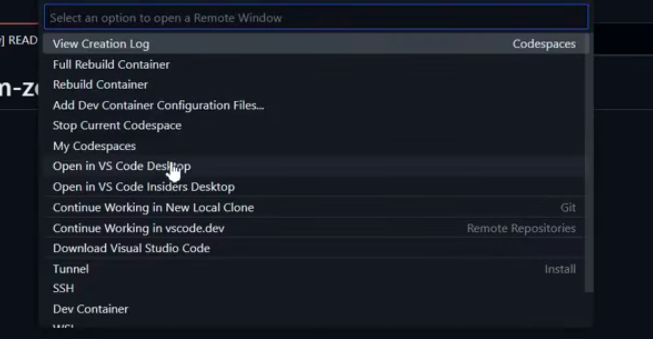 Select an option to open a Remote Window
] READ
View Creation Log Codespaces
Full Rebuild Container
m-z
Rebuild Container
Add Dev Container Configuration Files...
Stop Current Codespace
My Codespaces
Open in VS Code Desktop
Open in VS Code Insiders Desktop
Continue Working in New Local Clone Git
Continue Working in vscode.dev Remote Repositories
Download Visual Studio Code
Tunnel Install
SSH
Dev Container
WSL